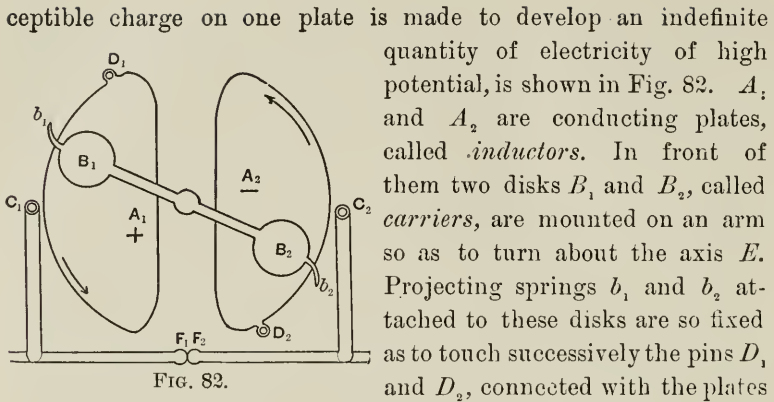 ceptible charge on one plate is made to develop an indefinite
quantity of electricity of high
potential, is shown in Fig. 82. A₁
and A₂ are conducting plates,
called inductors. In front of
them two disks B₁ and B₂, called
carriers, are mounted on an arm
so as to turn about the axis E.
Projecting springs b₁ and b₂ at-
tached to these disks are so fixed
as to touch successively the pins D₁
and D₂, connected with the plates
D₁
b₁
B₁
A₂
−
C₁
A₁
+
C₂
B₂
b₂
D₂
F₁ F₂
FIG. 82.